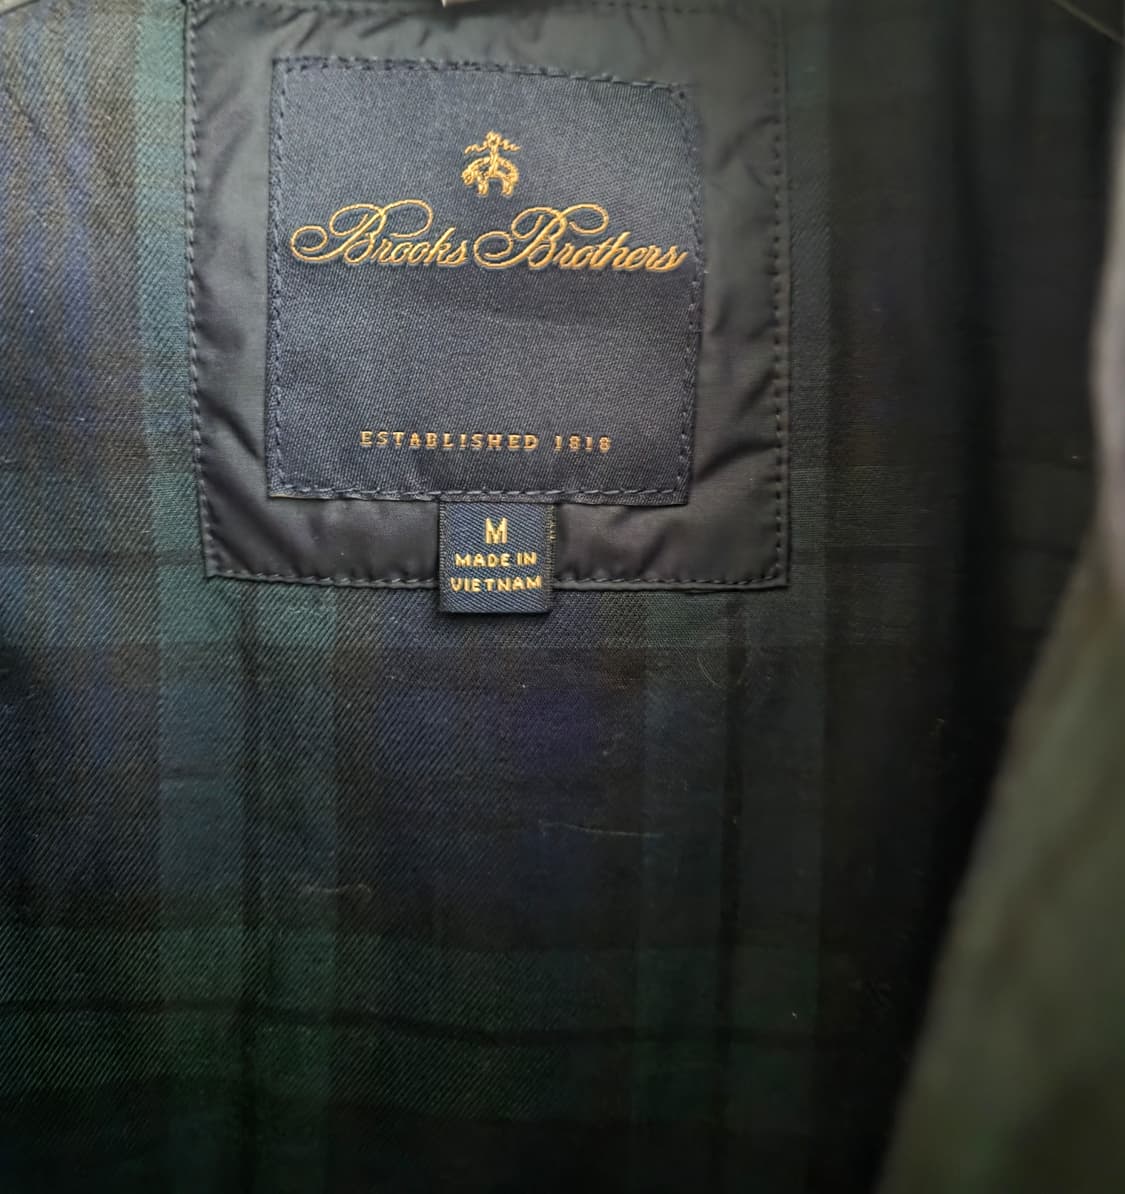 Brooks Brothers
ESTABLISHED 1818
M
MADE IN
VIETNAM